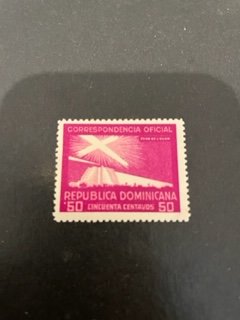 CORRESPONDENCIA OFICIAL
REPUBLICA DOMINICANA
50 CINCUENTA CENTAVOS 50